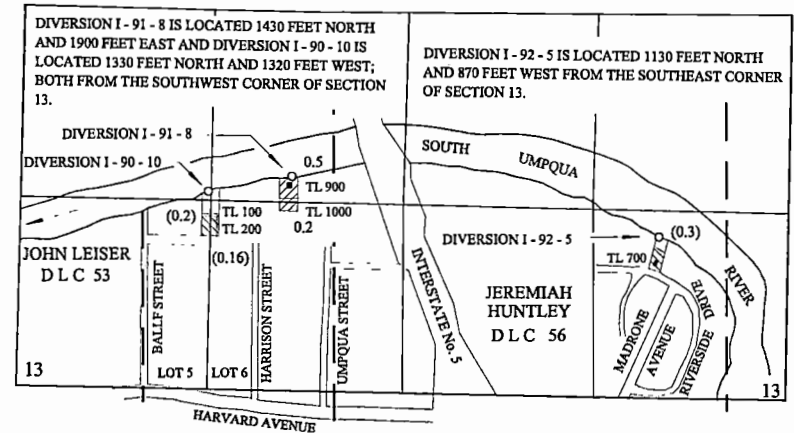 DIVERSION I - 91 - 8 IS LOCATED 1430 FEET NORTH
AND 1900 FEET EAST AND DIVERSION I - 90 - 10 IS
LOCATED 1330 FEET NORTH AND 1320 FEET WEST;
BOTH FROM THE SOUTHWEST CORNER OF SECTION
13.
DIVERSION I - 92 - 5 IS LOCATED 1130 FEET NORTH
AND 870 FEET WEST FROM THE SOUTHEAST CORNER
OF SECTION 13.
DIVERSION I - 91 - 8
DIVERSION I - 90 - 10
0.5
SOUTH UMPQUA RIVER
TL 900
TL 1000
0.2
(0.2)
TL 100
TL 200
(0.16)
JOHN LEISER
D L C 53
BALLF STREET
HARRISON STREET
UMPQUA STREET
INTERSTATE No. 5
DIVERSION I - 92 - 5
(0.3)
TL 700
JEREMIAH
HUNTLEY
D L C 56
MADRONE
AVENUE
RIVERSIDE DRIVE
13
LOT 5
LOT 6
13
HARVARD AVENUE